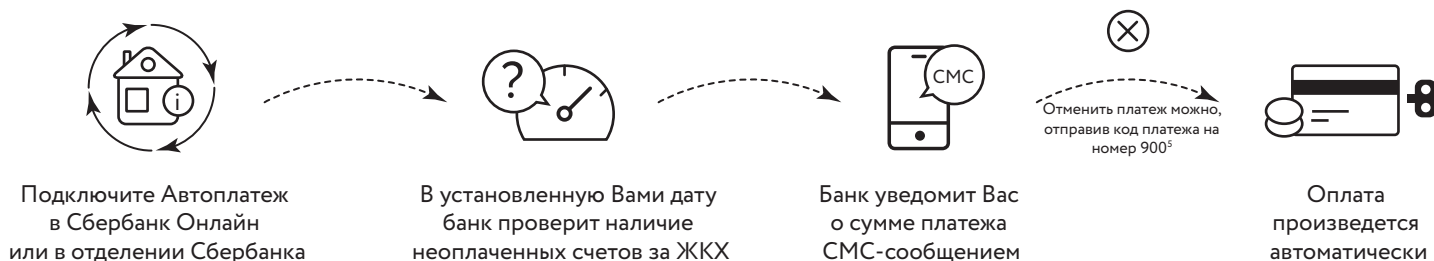 ?
i
СМС
Отменить платеж можно,
отправив код платежа на
номер 900⁵
Подключите Автоплатеж
в Сбербанк Онлайн
или в отделении Сбербанка
В установленную Вами дату
банк проверит наличие
неоплаченных счетов за ЖКХ
Банк уведомит Вас
о сумме платежа
СМС-сообщением
Оплата
произведется
автоматически